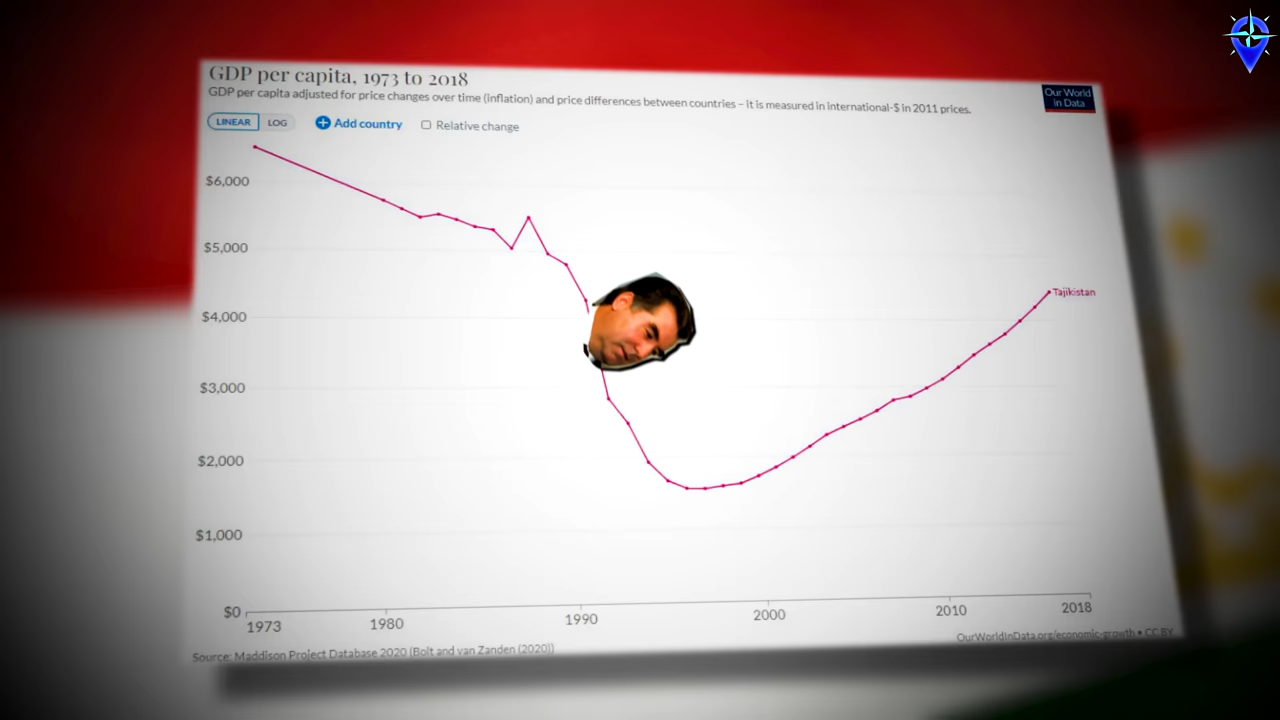 GDP per capita, 1973 to 2018
GDP per capita adjusted for price changes over time (inflation) and price differences between countries – it is measured in international-$ in 2011 prices.
Our World
in Data
LINEAR LOG Add country Relative change
$6,000
$5,000
$4,000
$3,000
$2,000
$1,000
$0
Tajikistan
1973 1980 1990 2000 2010 2018
Source: Maddison Project Database 2020 (Bolt and van Zanden (2020))
OurWorldInData.org/economic-growth • CC BY